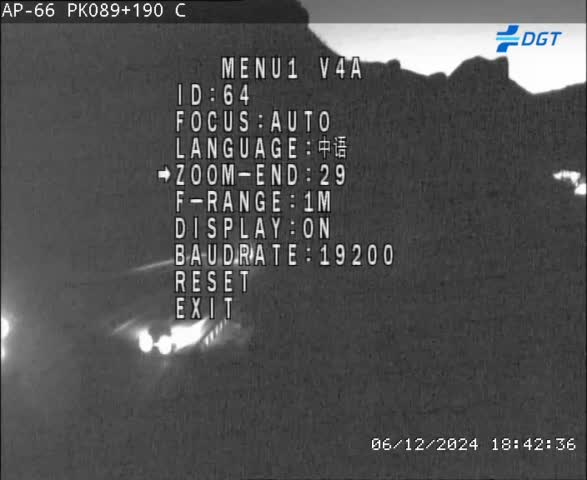 AP-66 PK089+190 C
DGT
MENU1 V4A
ID:64
FOCUS:AUTO
LANGUAGE:中语
ZOOM-END:29
F-RANGE:1M
DISPLAY:ON
BAUDRATE:19200
RESET
EXIT
06/12/2024 18:42:36